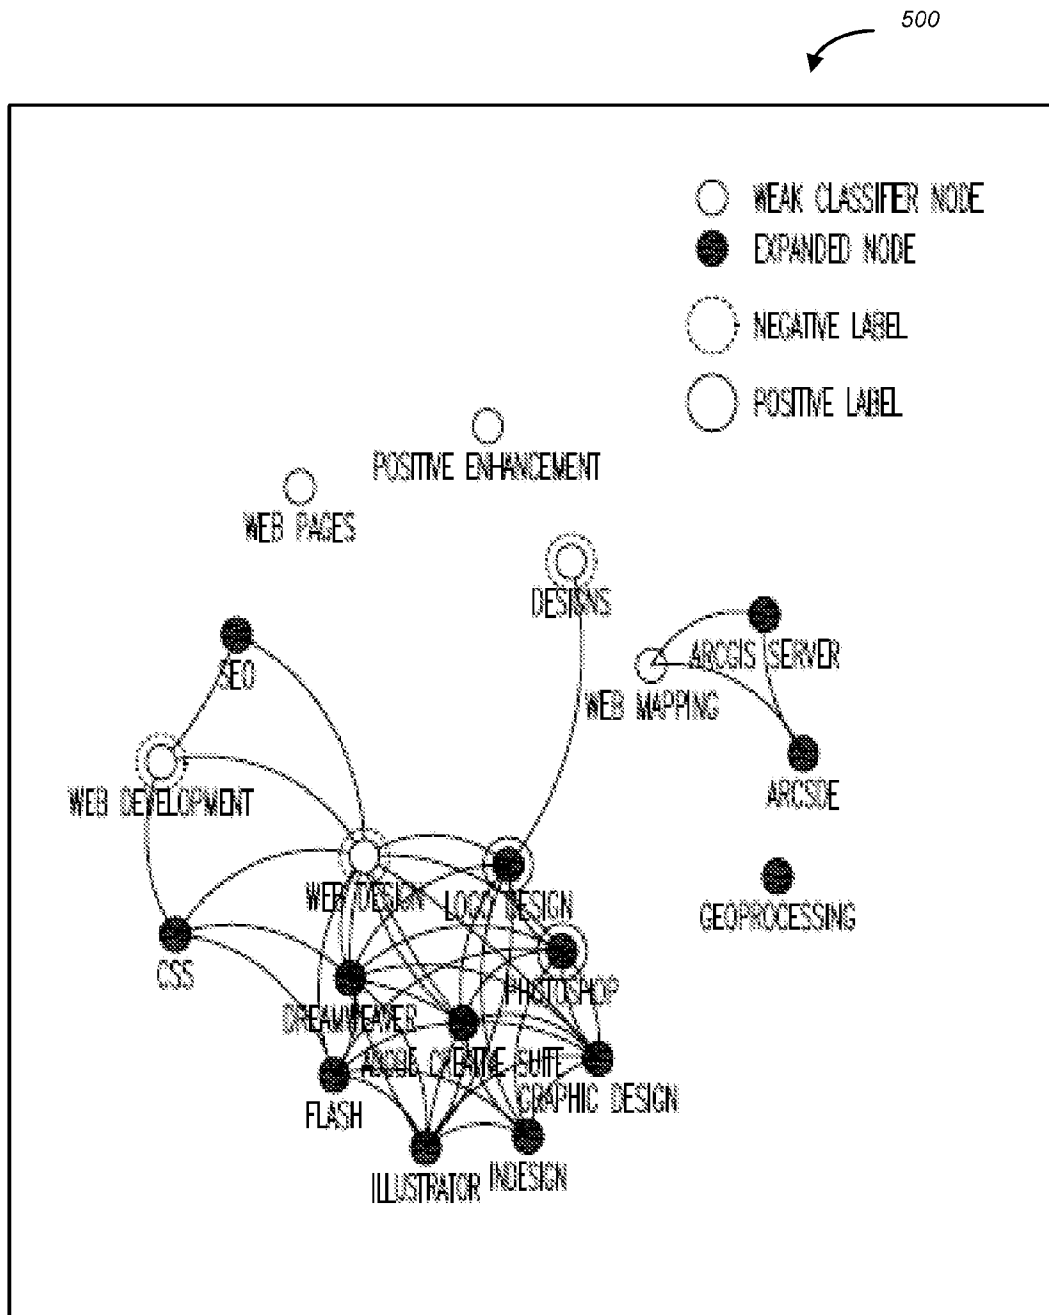 500
WEAK CLASSIFIER NODE
EXPANDED NODE
NEGATIVE LABEL
POSITIVE LABEL
POSITIVE ENHANCEMENT
WEB PAGES
DESIGNS
SEO
ARCGIS SERVER
WEB MAPPING
WEB DEVELOPMENT
ARCSDE
WEB DESIGN
LOGO DESIGN
GEOPROCESSING
CSS
PHOTOSHOP
DREAMWEAVER
ADOBE CREATIVE SUITE
GRAPHIC DESIGN
FLASH
ILLUSTRATOR
INDESIGN